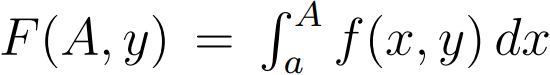 F(A, y) = ∫_a^A f(x, y) dx